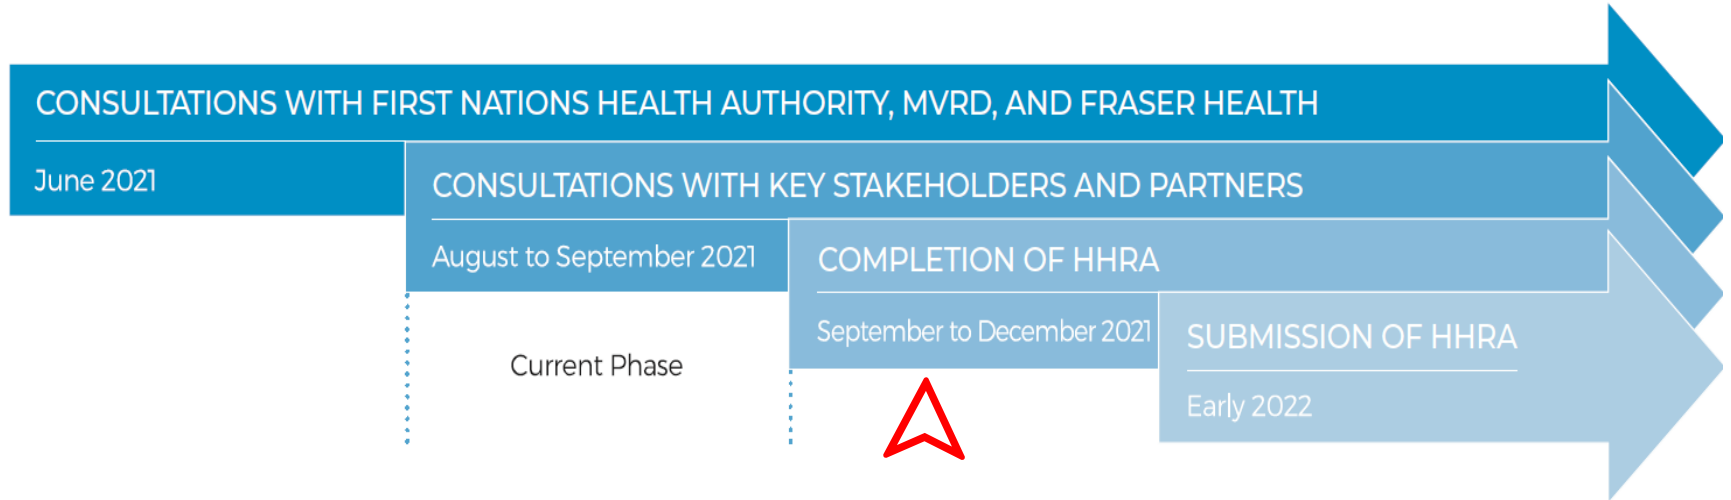 CONSULTATIONS WITH FIRST NATIONS HEALTH AUTHORITY, MVRD, AND FRASER HEALTH
June 2021
CONSULTATIONS WITH KEY STAKEHOLDERS AND PARTNERS
August to September 2021
COMPLETION OF HHRA
September to December 2021
SUBMISSION OF HHRA
Early 2022
Current Phase